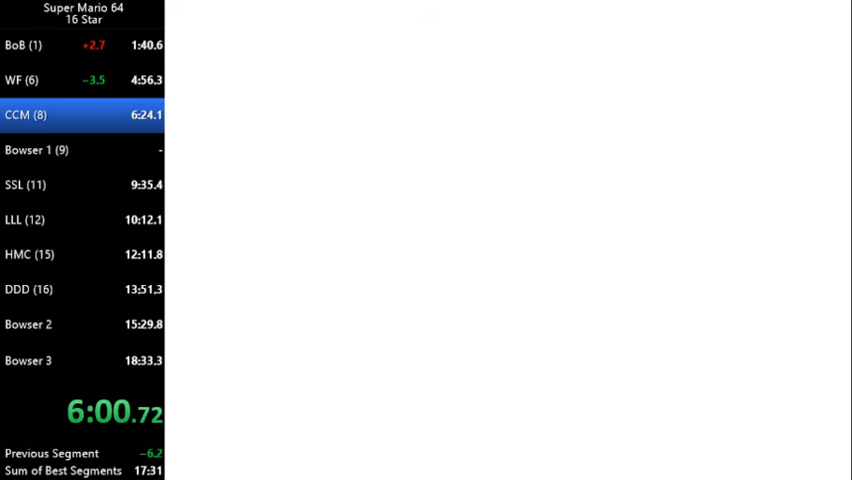 Super Mario 64
16 Star
BoB (1) +2.7 1:40.6
WF (6) −3.5 4:56.3
CCM (8) 6:24.1
Bowser 1 (9) -
SSL (11) 9:35.4
LLL (12) 10:12.1
HMC (15) 12:11.8
DDD (16) 13:51.3
Bowser 2 15:29.8
Bowser 3 18:33.3
6:00.72
Previous Segment −6.2
Sum of Best Segments 17:31